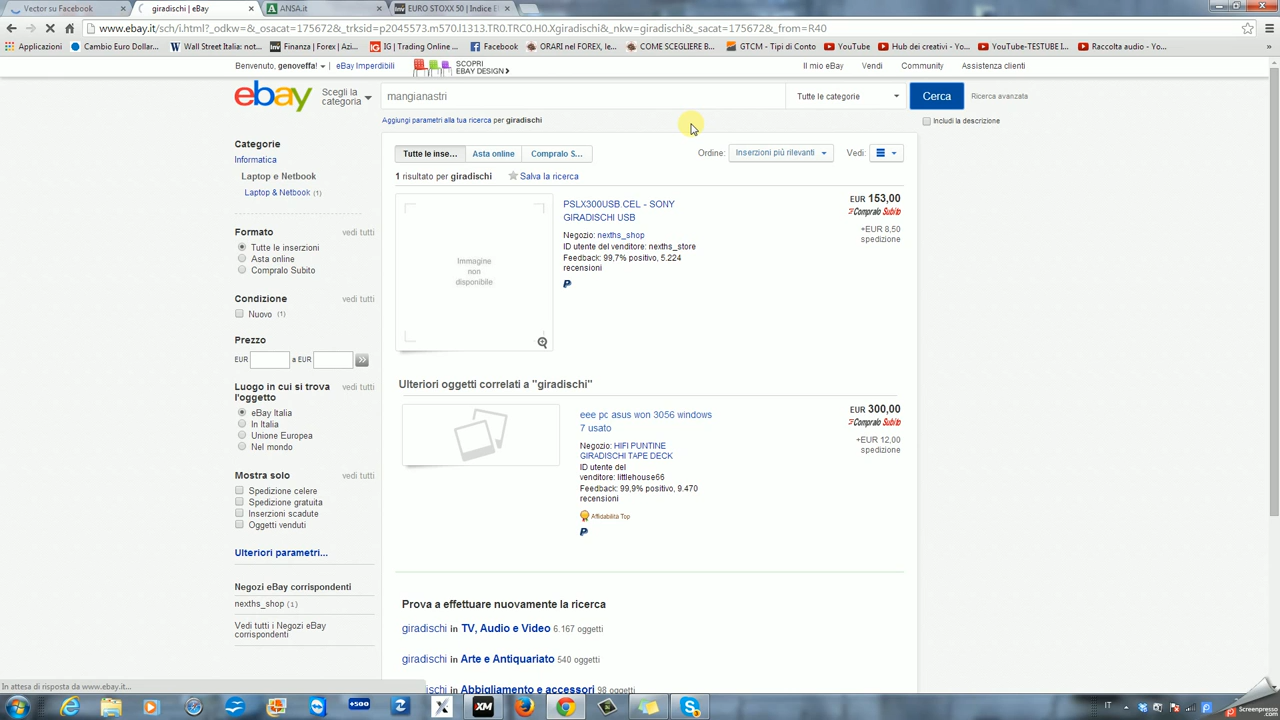 Vector su Facebook
giradischi | eBay
ANSA.it
EURO STOXX 50 | Indice E
www.ebay.it/sch/i.html?_odkw=&_osacat=175672&_trksid=p2045573.m570.l1313.TR0.TRC0.H0.Xgiradischi&_nkw=giradischi&_sacat=175672&_from=R40
Applicazioni Cambio Euro Dollar... Wall Street Italia: not... Inefinanza | Forex | Azi... IG | Trading Online ... Facebook ORARI nel FOREX, le... COME SCEGLIERE B... GTCM - Tipi di Conto YouTube Hub dei creativi - Yo... YouTube-TESTUBE I... Raccolta audio - Yo... »
Benvenuto, genoveffa! eBay Imperdibili SCOPRI
EBAY DESIGN Il mio eBay Vendi Community Assistenza clienti
ebay Scegli la
categoria mangianastri Tutte le categorie Cerca Ricerca avanzata
Aggiungi parametri alla tua ricerca per giradischi Includi la descrizione
Categorie
Informatica
Laptop e Netbook
Laptop & Netbook (1)
Formato vedi tutti
Tutte le inserzioni
Asta online
Compralo Subito
Condizione vedi tutti
Nuovo (1)
Prezzo
EUR a EUR »
Luogo in cui si trova vedi tutti
l'oggetto
eBay Italia
In Italia
Unione Europea
Nel mondo
Mostra solo vedi tutti
Spedizione celere
Spedizione gratuita
Inserzioni scadute
Oggetti venduti
Ulteriori parametri...
Negozi eBay corrispondenti
nexths_shop (1)
Vedi tutti i Negozi eBay
corrispondenti
Tutte le inse... Asta online Compralo S... Ordine: Inserzioni più rilevanti Vedi:
1 risultato per giradischi Salva la ricerca
Immagine
non
disponibile
PSLX300USB.CEL - SONY
GIRADISCHI USB
Negozio: nexths_shop
ID utente del venditore: nexths_store
Feedback: 99,7% positivo, 5.224
recensioni
EUR 153,00
Compralo Subito
+EUR 8,50
spedizione
Ulteriori oggetti correlati a "giradischi"
eee pc asus won 3056 windows
7 usato
Negozio: HIFI PUNTINE
GIRADISCHI TAPE DECK
ID utente del
venditore: littlehouse66
Feedback: 99,9% positivo, 9.470
recensioni
Affidabilità Top
EUR 300,00
Compralo Subito
+EUR 12,00
spedizione
Prova a effettuare nuovamente la ricerca
giradischi in TV, Audio e Video 6.167 oggetti
giradischi in Arte e Antiquariato 540 oggetti
giradischi in Abbigliamento e accessori 98 oggetti
In attesa di risposta da www.ebay.it...
+500
XM
IT
Screenpresso
.com